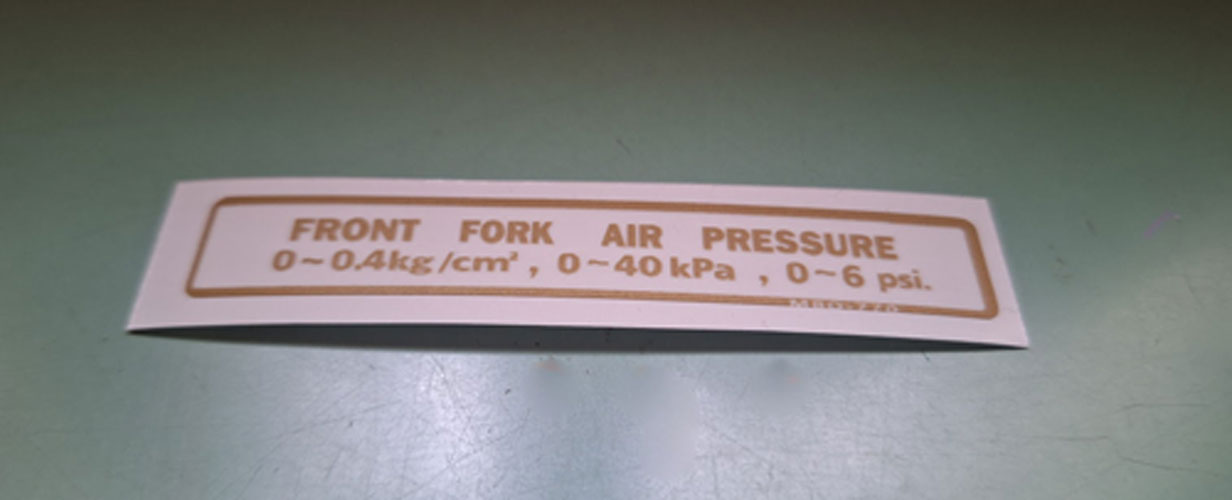 FRONT FORK AIR PRESSURE
0~0.4kg/cm², 0~40kPa, 0~6 psi.